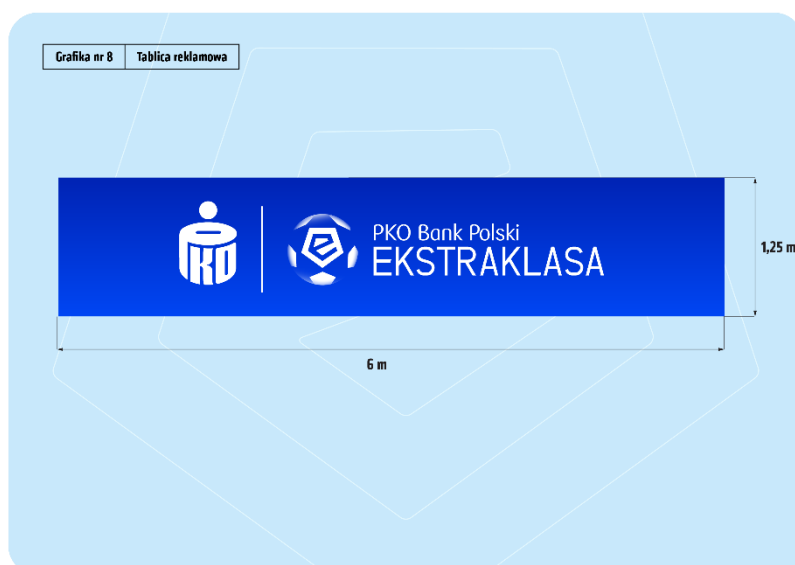 Grafika nr 8 Tablica reklamowa
PKO
PKO Bank Polski
e EKSTRAKLASA
1,25 m
6 m